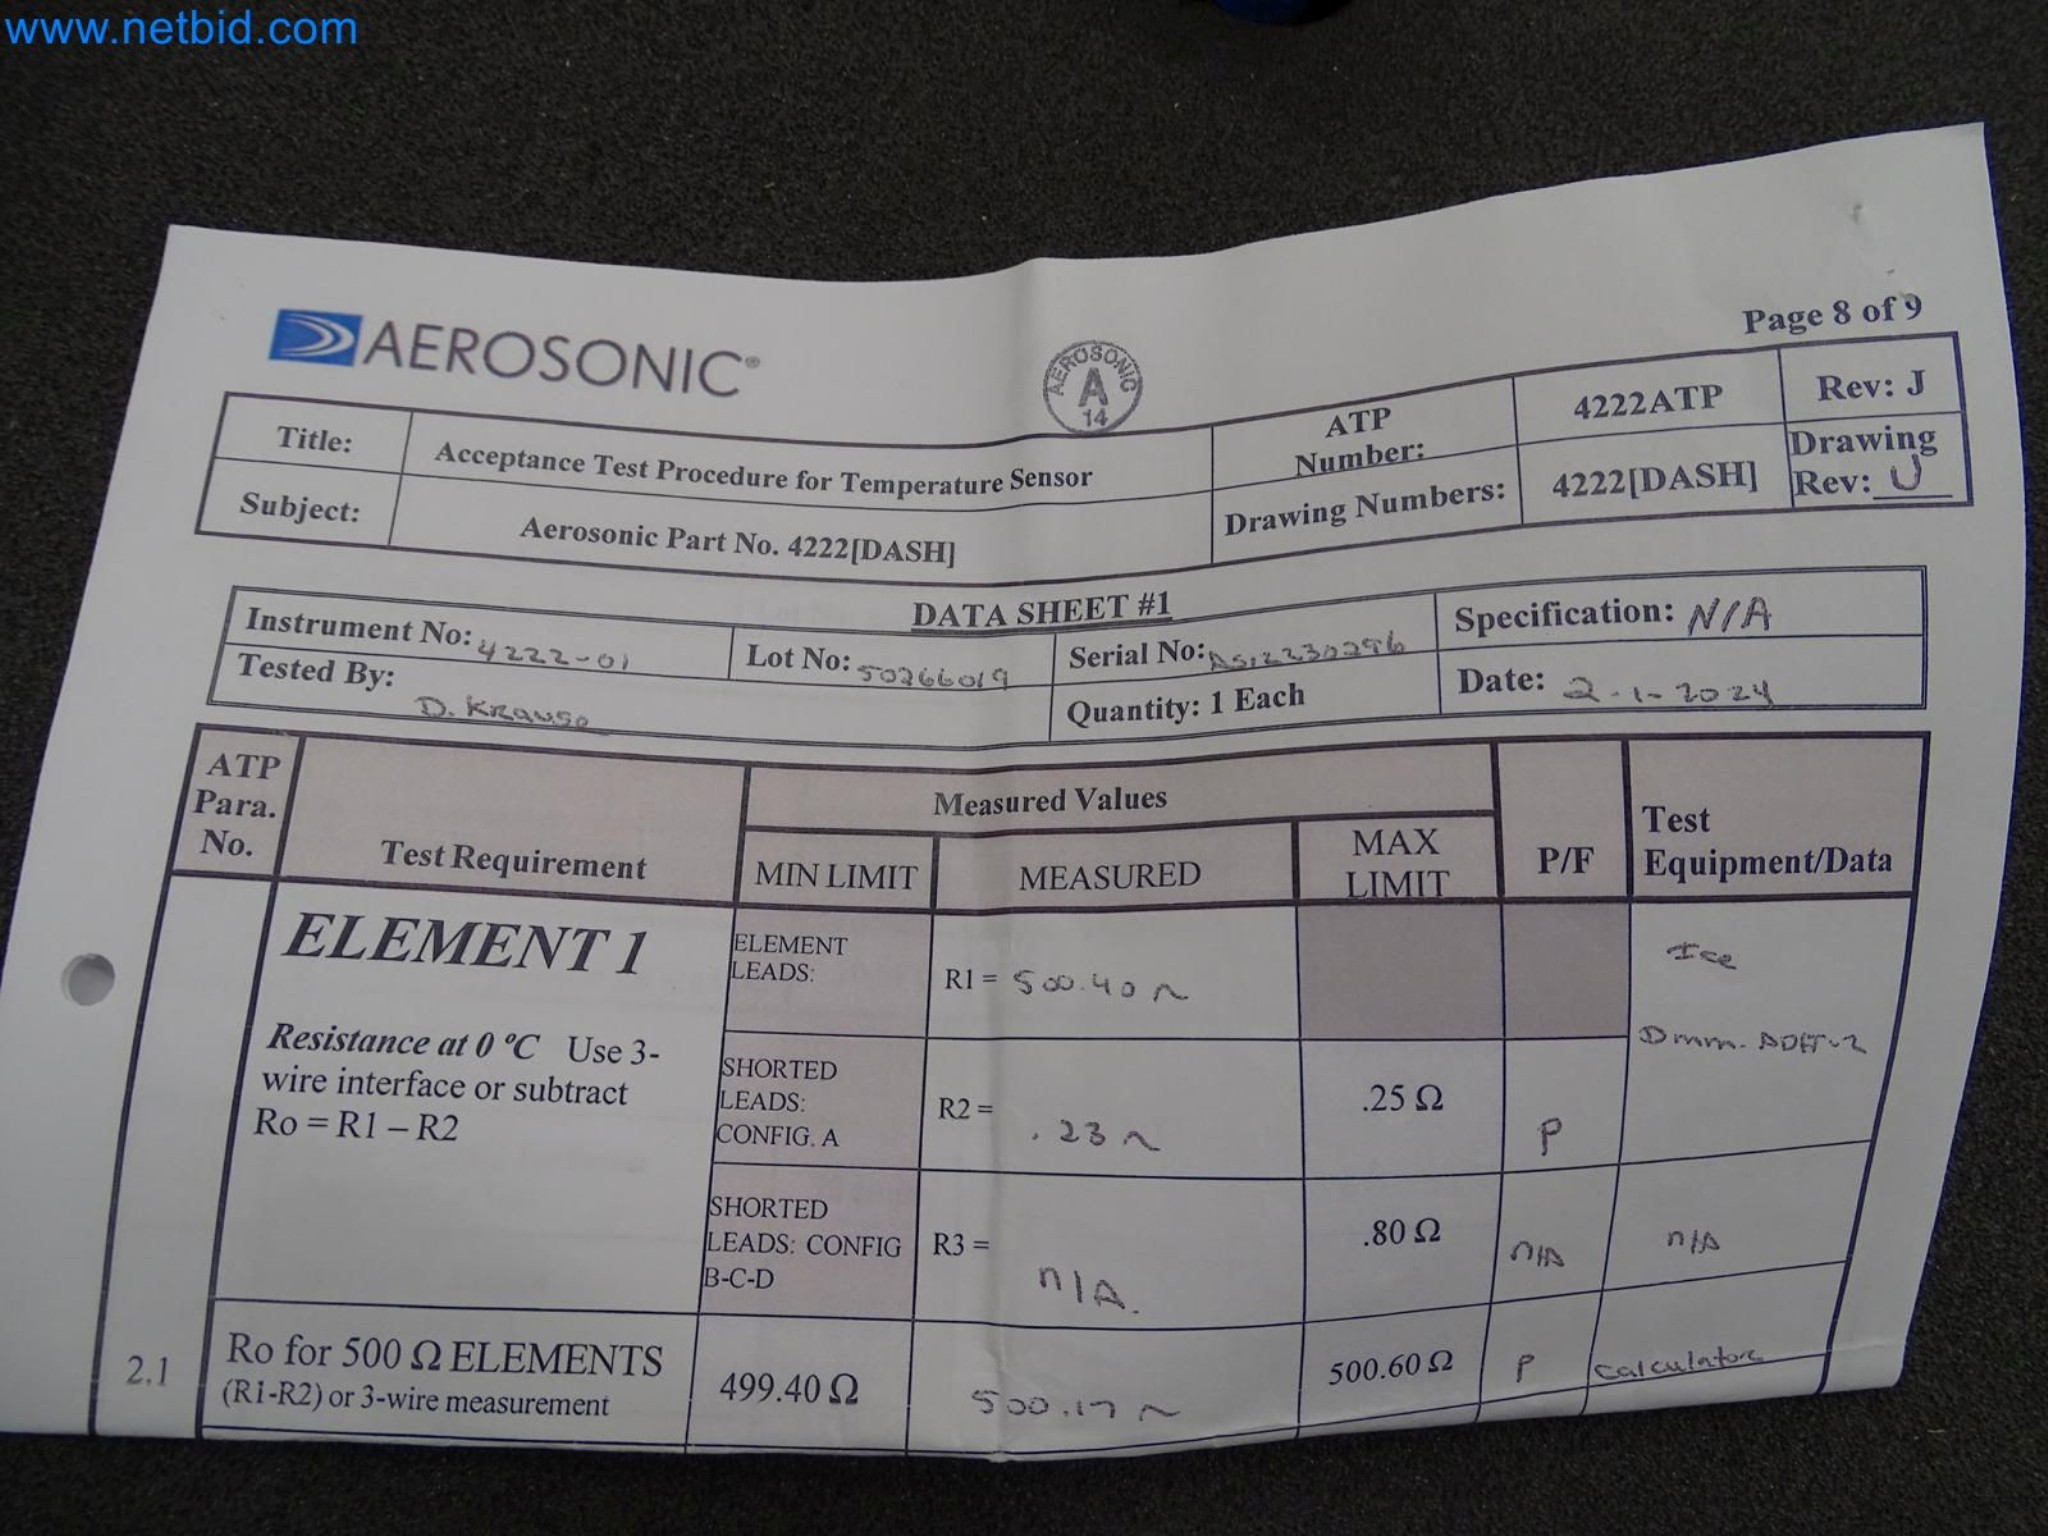 www.netbid.com
Page 8 of 9
AEROSONIC®
AEROSONIC
A
14
Title:
Acceptance Test Procedure for Temperature Sensor
ATP
Number:
4222ATP
Rev: J
Subject:
Aerosonic Part No. 4222[DASH]
Drawing Numbers:
4222[DASH]
Drawing
Rev: U
DATA SHEET #1
Instrument No: 4222-01
Lot No: 50266019
Serial No:
Specification: N/A
Tested By:
D. Krause
Quantity: 1 Each
Date: 2-1-2024
ATP
Para.
No.
Test Requirement
Measured Values
MIN LIMIT
MEASURED
MAX
LIMIT
P/F
Test
Equipment/Data
ELEMENT 1
Resistance at 0 °C Use 3-
wire interface or subtract
Ro = R1 – R2
ELEMENT
LEADS:
R1 = 500.40 Ω
Ice
Dmm.
SHORTED
LEADS:
CONFIG. A
R2 =
.23 Ω
.25 Ω
P
SHORTED
LEADS: CONFIG
B-C-D
R3 =
n/A.
.80 Ω
n/A
n/A
2.1
Ro for 500 Ω ELEMENTS
(R1-R2) or 3-wire measurement
499.40 Ω
500.17 Ω
500.60 Ω
P
Calculator